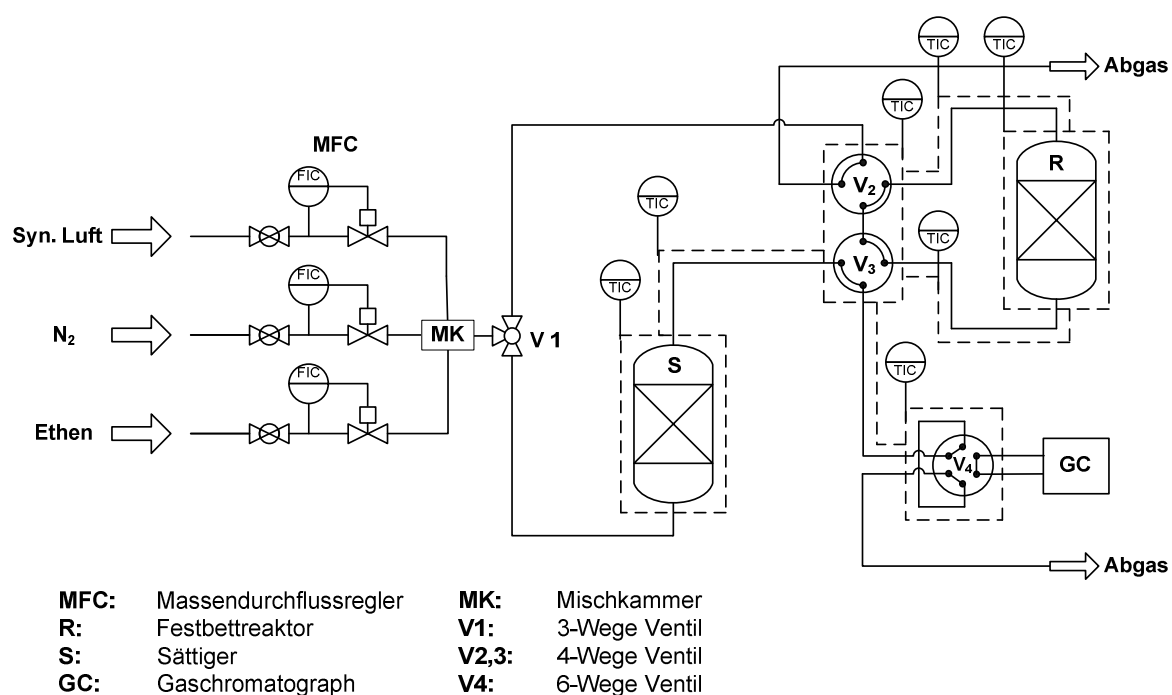 TIC
TIC
Abgas
TIC
MFC
R
FIC
V2
TIC
Syn. Luft
TIC
V3
FIC
TIC
N2
MK
V 1
S
TIC
FIC
Ethen
V4
GC
Abgas
MFC: Massendurchflussregler MK: Mischkammer
R: Festbettreaktor V1: 3-Wege Ventil
S: Sättiger V2,3: 4-Wege Ventil
GC: Gaschromatograph V4: 6-Wege Ventil